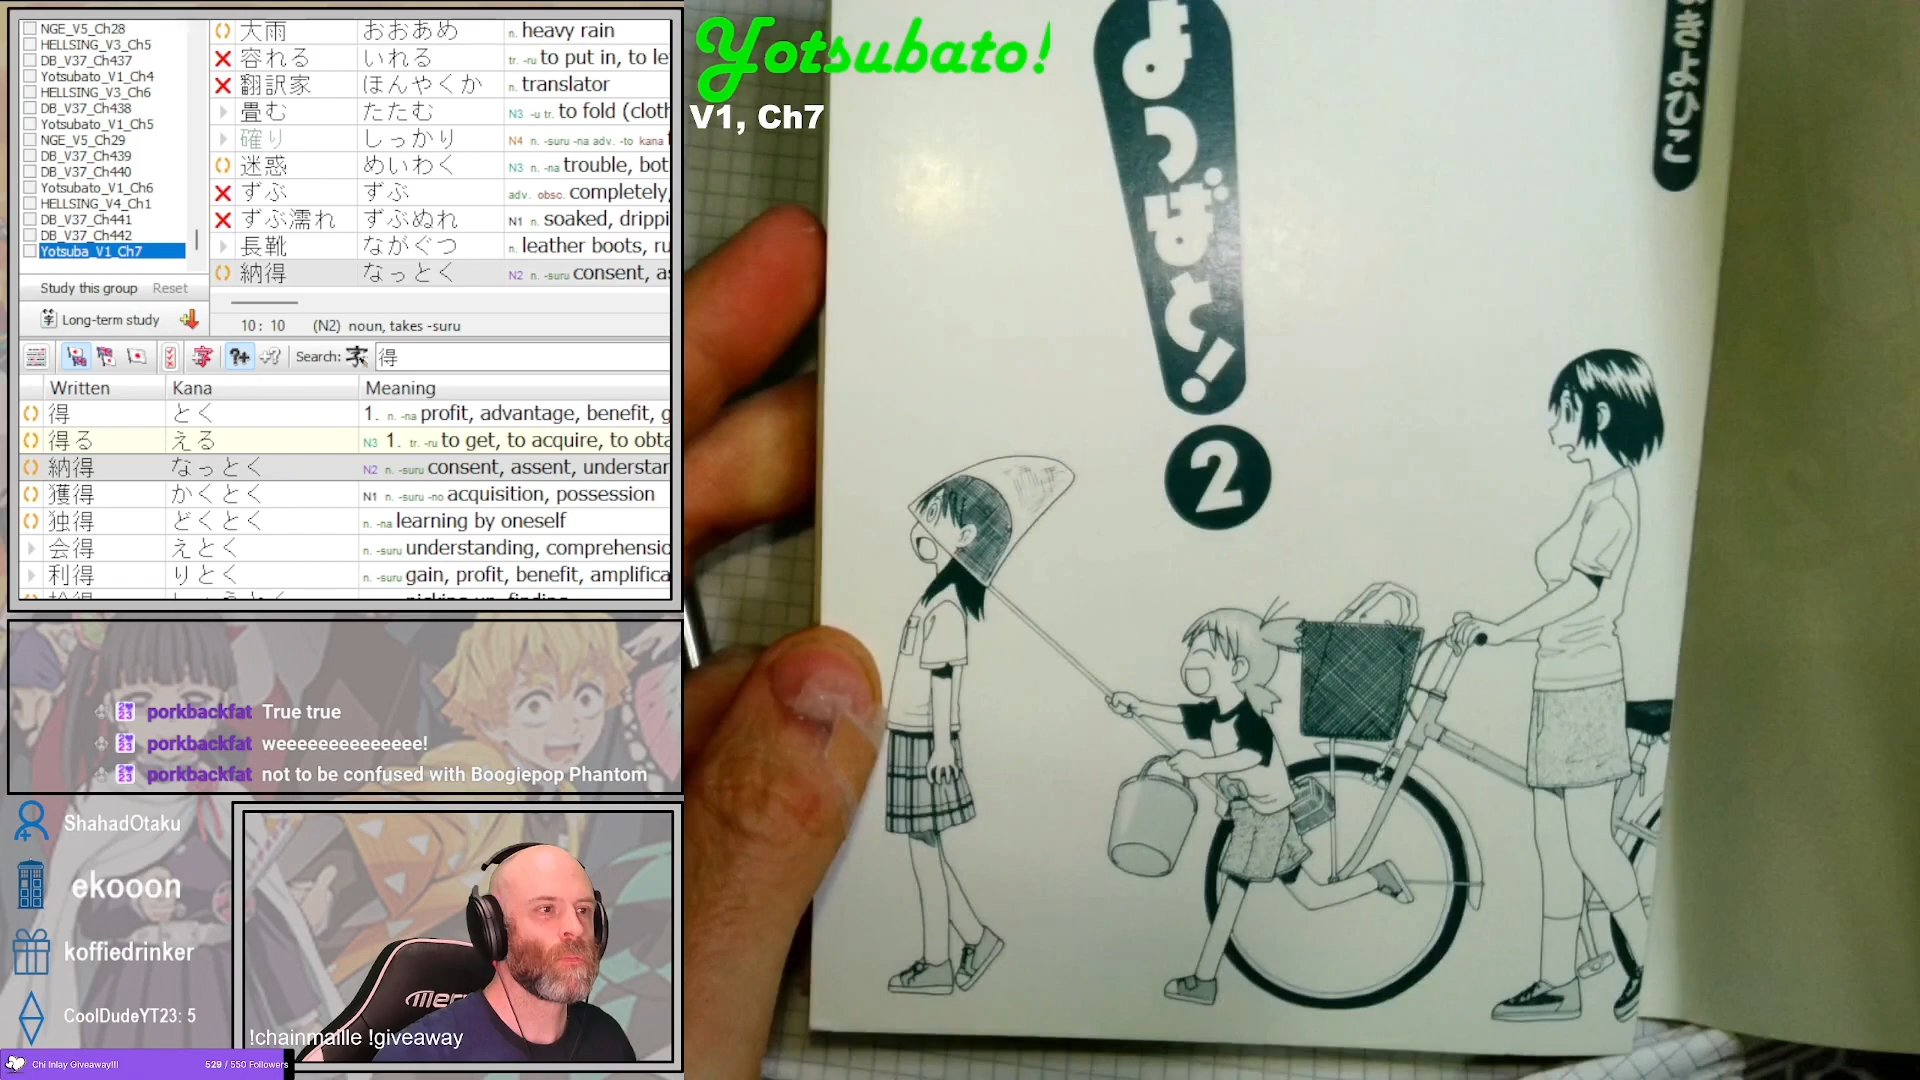 NGE_V5_Ch28
HELLSING_V3_Ch5
DB_V37_Ch437
Yotsubato_V1_Ch4
HELLSING_V3_Ch6
DB_V37_Ch438
Yotsubato_V1_Ch5
NGE_V5_Ch29
DB_V37_Ch439
DB_V37_Ch440
Yotsubato_V1_Ch6
HELLSING_V4_Ch1
DB_V37_Ch441
DB_V37_Ch442
Yotsuba_V1_Ch7
Study this group Reset
Long-term study
大雨 おおあめ n. heavy rain
容れる いれる tr. -ru to put in, to le
翻訳家 ほんやくか n. translator
畳む たたむ N3 -u tr. to fold (cloth
確り しっかり N4 n. -suru -na adv. -to kana
迷惑 めいわく N3 n. -na trouble, bot
ずぶ ずぶ adv. obsc. completely,
ずぶ濡れ ずぶぬれ N1 n. soaked, drippi
長靴 ながぐつ n. leather boots, ru
納得 なっとく N2 n. -suru consent, as
10: 10 (N2) noun, takes -suru
Search: 得
Written Kana Meaning
得 とく 1. n. -na profit, advantage, benefit, g
得る える N3 1. tr. -ru to get, to acquire, to obta
納得 なっとく N2 n. -suru consent, assent, understan
獲得 かくとく N1 n. -suru -no acquisition, possession
独得 どくとく n. -na learning by oneself
会得 えとく n. -suru understanding, comprehensio
利得 りとく n. -suru gain, profit, benefit, amplifica
porkbackfat True true
porkbackfat weeeeeeeeeeeee!
porkbackfat not to be confused with Boogiepop Phantom
ShahadOtaku
ekooon
koffiedrinker
CoolDudeYT23: 5
!chainmaille !giveaway
Chi Inlay Giveaway!!! 529 / 550 Followers
Yotsubato!
V1, Ch7
よつばと!
2
きよひこ